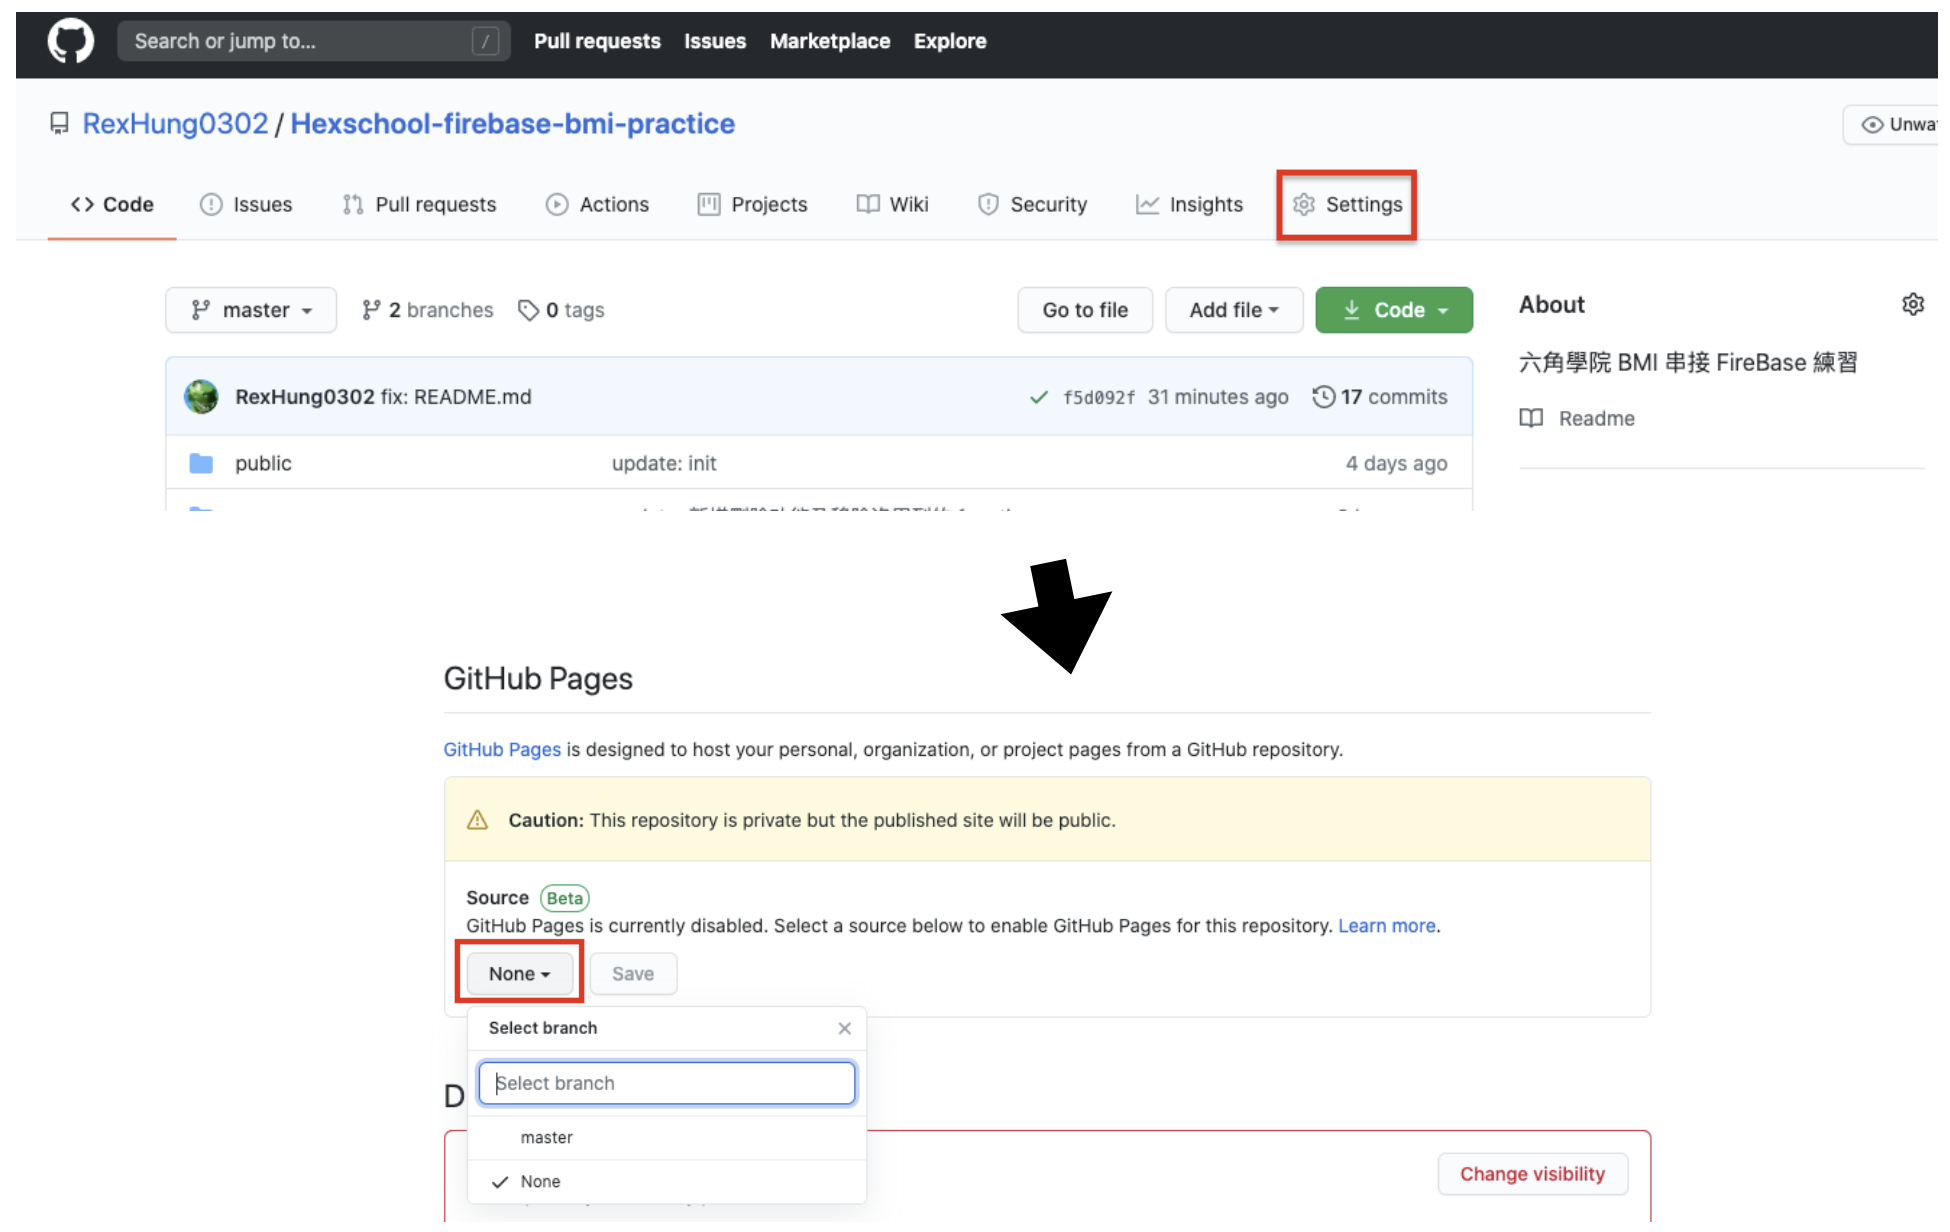 Search or jump to... / Pull requests Issues Marketplace Explore
RexHung0302 / Hexschool-firebase-bmi-practice
Code Issues Pull requests Actions Projects Wiki Security Insights Settings
master 2 branches 0 tags Go to file Add file Code
About
六角學院 BMI 串接 FireBase 練習
Readme
RexHung0302 fix: README.md f5d092f 31 minutes ago 17 commits
public update: init 4 days ago
GitHub Pages
GitHub Pages is designed to host your personal, organization, or project pages from a GitHub repository.
Caution: This repository is private but the published site will be public.
Source Beta
GitHub Pages is currently disabled. Select a source below to enable GitHub Pages for this repository. Learn more.
None Save
Select branch
Select branch
D
master
None
Change visibility